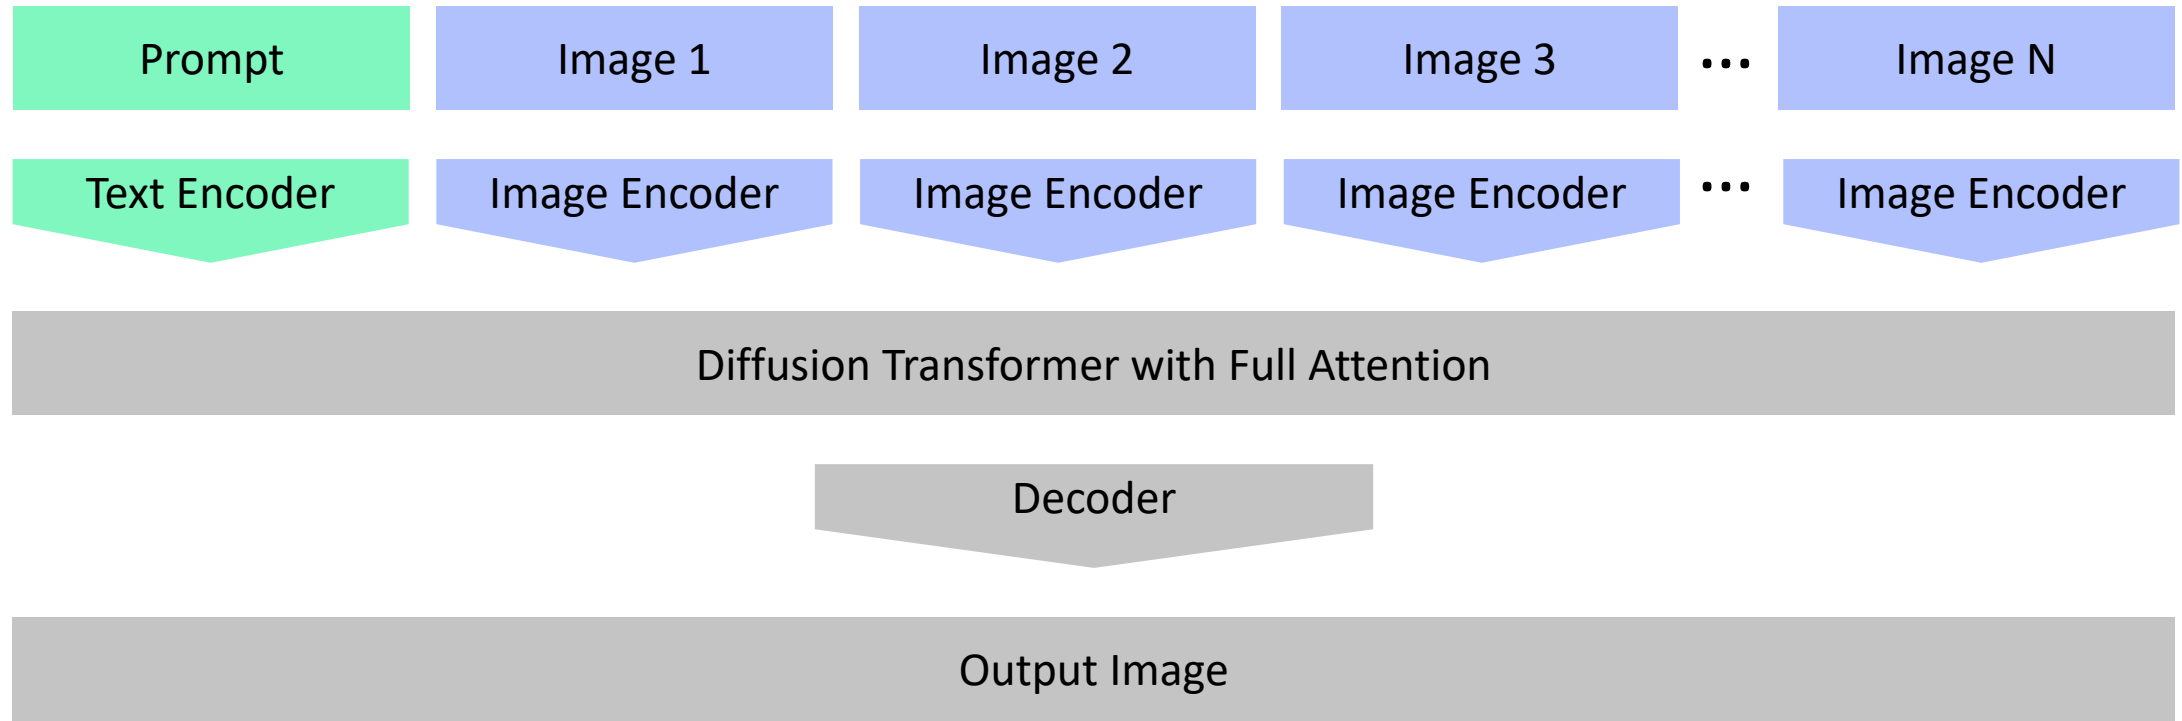 Prompt
Image 1
Image 2
Image 3
...
Image N
Text Encoder
Image Encoder
Image Encoder
Image Encoder
...
Image Encoder
Diffusion Transformer with Full Attention
Decoder
Output Image